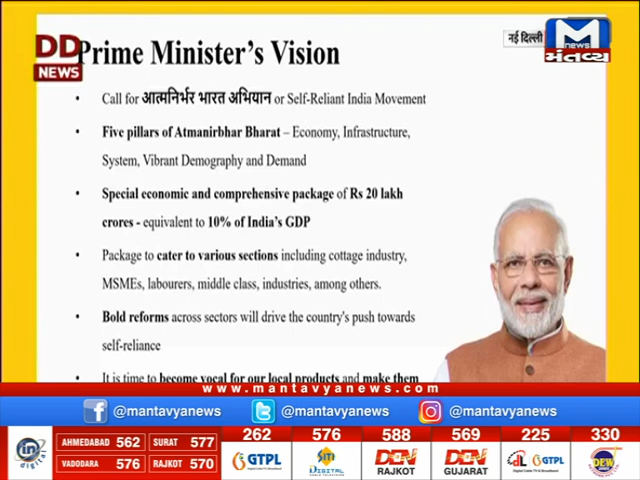 DD
NEWS
Prime Minister's Vision
नई दिल्ली
M
news
મંતવ્ય
• Call for आत्मनिर्भर भारत अभियान or Self-Reliant India Movement
• Five pillars of Atmanirbhar Bharat – Economy, Infrastructure,
System, Vibrant Demography and Demand
• Special economic and comprehensive package of Rs 20 lakh
crores - equivalent to 10% of India's GDP
• Package to cater to various sections including cottage industry,
MSMEs, labourers, middle class, industries, among others.
• Bold reforms across sectors will drive the country's push towards
self-reliance
• It is time to become vocal for our local products and make them
www.mantavyanews.com
@mantavyanews @mantavyanews @mantavyanews
in
digital
AHMEDABAD 562 SURAT 577
VADODARA 576 RAJKOT 570
262 576 588 569 225 330
GTPL SITI DEN DEN GTPL DEW
DIGITAL RAJKOT GUJARAT